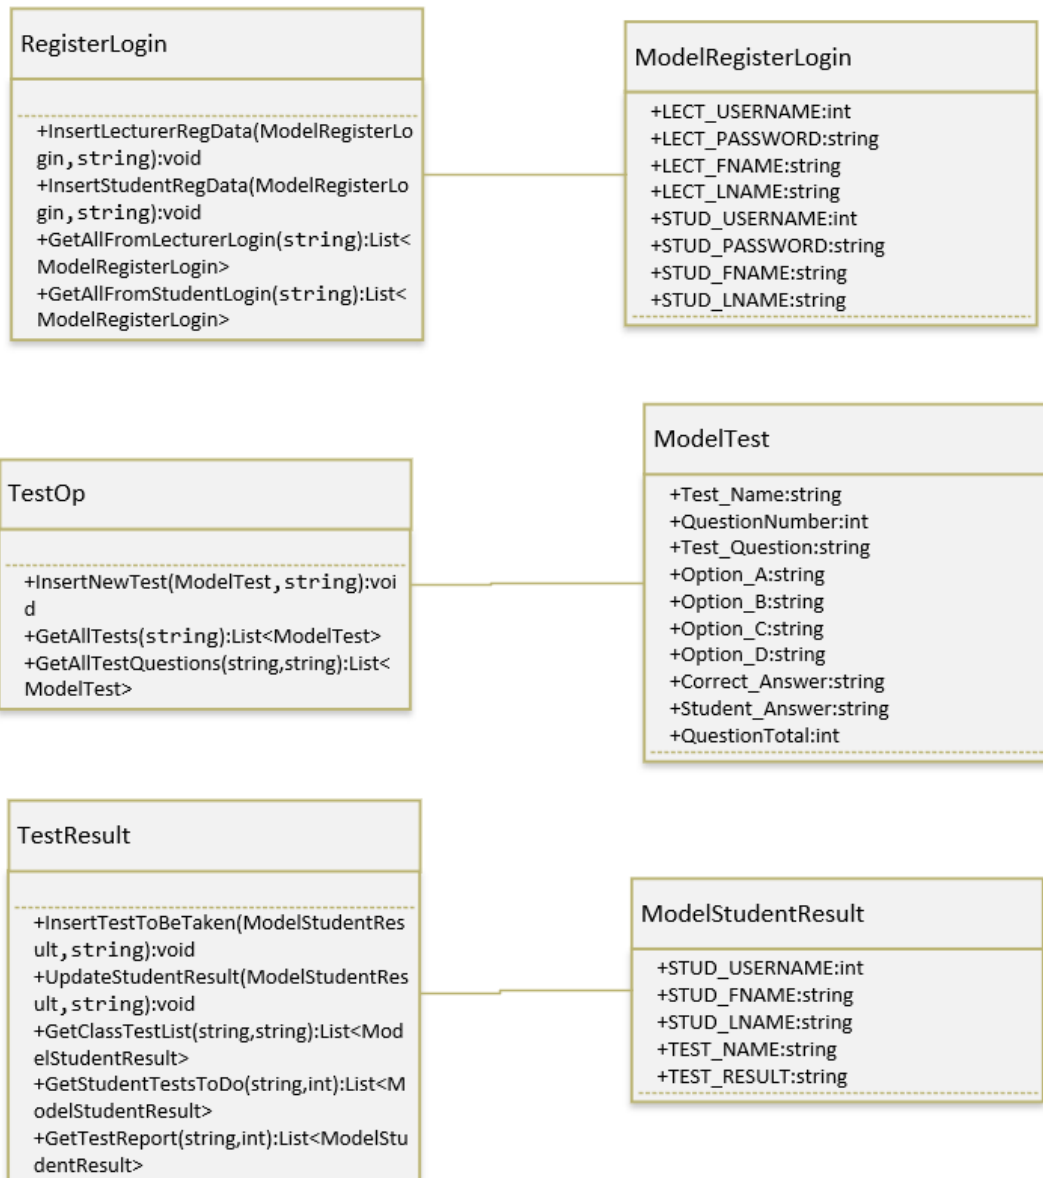 RegisterLogin
+InsertLecturerRegData(ModelRegisterLo
gin,string):void
+InsertStudentRegData(ModelRegisterLo
gin,string):void
+GetAllFromLecturerLogin(string):List<
ModelRegisterLogin>
+GetAllFromStudentLogin(string):List<
ModelRegisterLogin>
ModelRegisterLogin
+LECT_USERNAME:int
+LECT_PASSWORD:string
+LECT_FNAME:string
+LECT_LNAME:string
+STUD_USERNAME:int
+STUD_PASSWORD:string
+STUD_FNAME:string
+STUD_LNAME:string
TestOp
+InsertNewTest(ModelTest,string):voi
d
+GetAllTests(string):List<ModelTest>
+GetAllTestQuestions(string,string):List<
ModelTest>
ModelTest
+Test_Name:string
+QuestionNumber:int
+Test_Question:string
+Option_A:string
+Option_B:string
+Option_C:string
+Option_D:string
+Correct_Answer:string
+Student_Answer:string
+QuestionTotal:int
TestResult
+InsertTestToBeTaken(ModelStudentRes
ult,string):void
+UpdateStudentResult(ModelStudentRes
ult,string):void
+GetClassTestList(string,string):List<Mod
elStudentResult>
+GetStudentTestsToDo(string,int):List<M
odelStudentResult>
+GetTestReport(string,int):List<ModelStu
dentResult>
ModelStudentResult
+STUD_USERNAME:int
+STUD_FNAME:string
+STUD_LNAME:string
+TEST_NAME:string
+TEST_RESULT:string